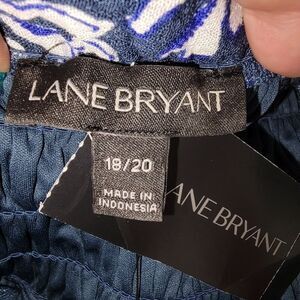 LANE BRYANT
18/20
MADE IN
INDONESIA
ANE BRYANT